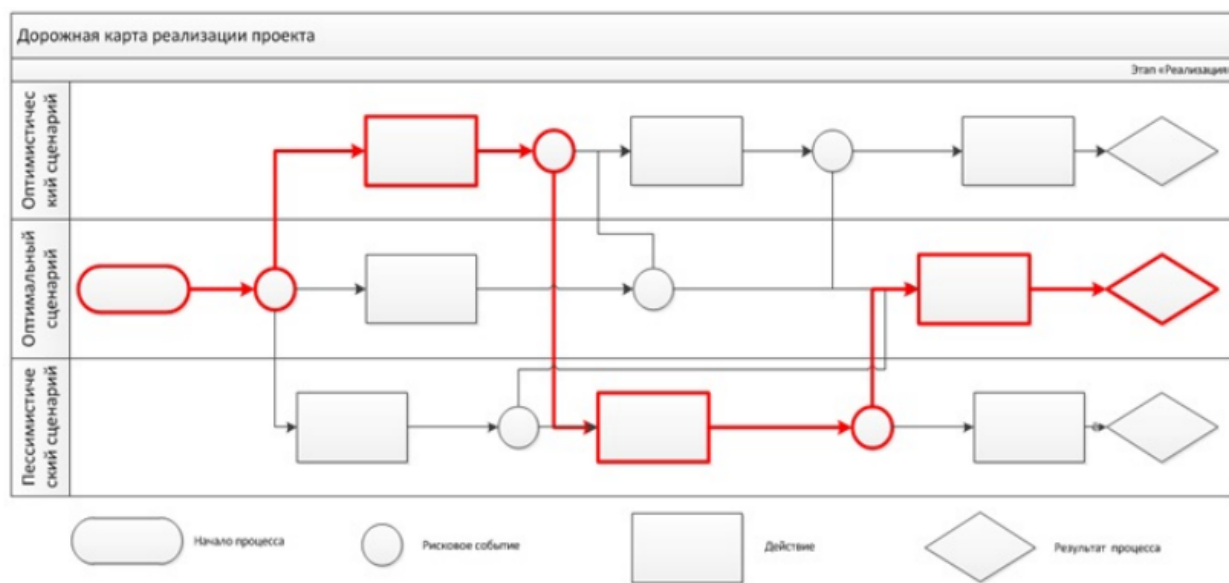 Дорожная карта реализации проекта
Этап «Реализация»
Оптимистичес
кий сценарий
Оптимальный
сценарий
Пессимистиче
ский сценарий
Начало процесса
Рисковое событие
Действие
Результат процесса